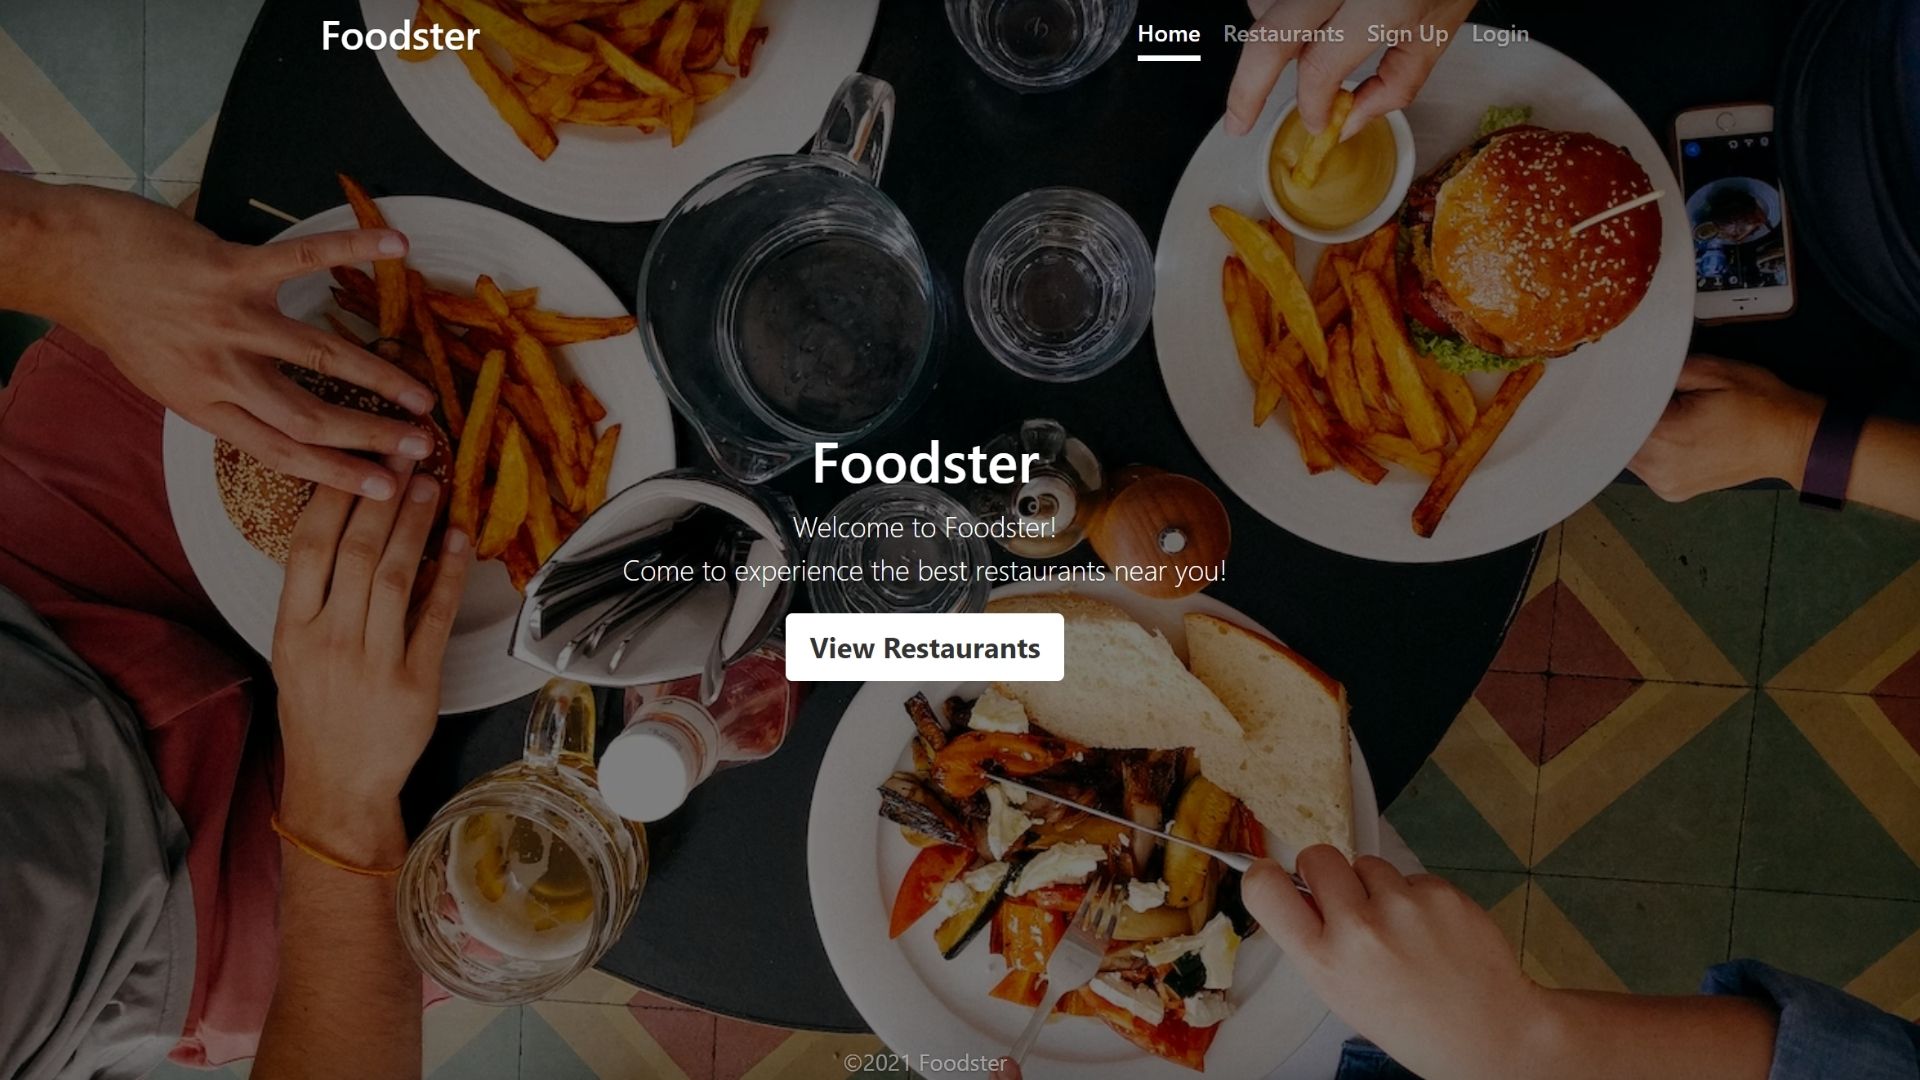 Foodster
Home Restaurants Sign Up Login
Foodster
Welcome to Foodster!
Come to experience the best restaurants near you!
View Restaurants
©2021 Foodster